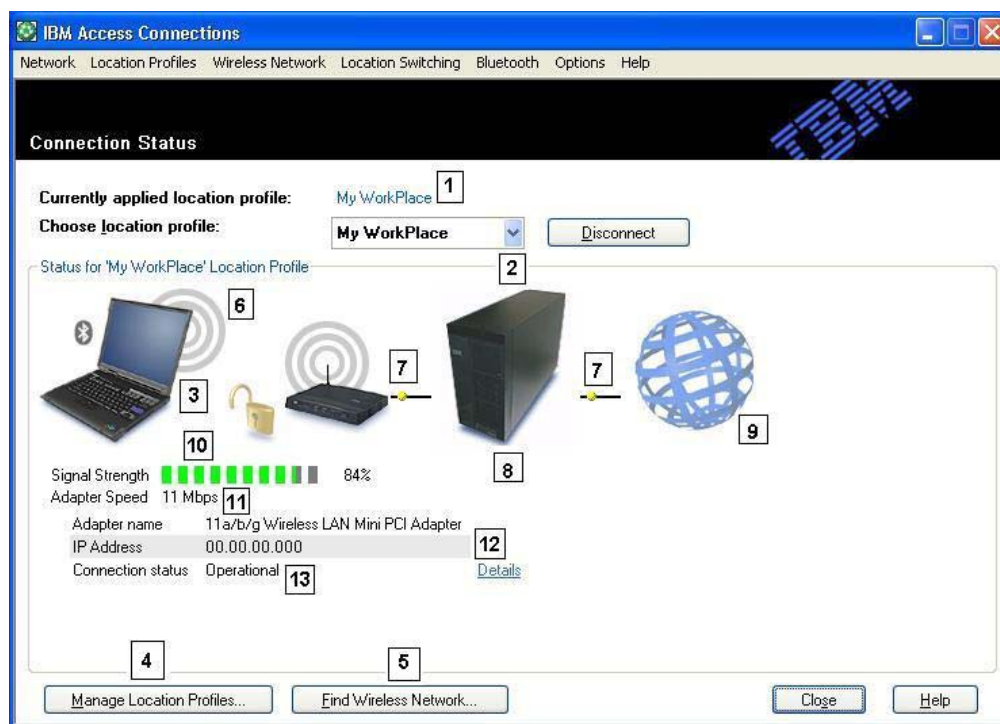 IBM Access Connections
Network Location Profiles Wireless Network Location Switching Bluetooth Options Help
IBM
Connection Status
Currently applied location profile: My WorkPlace 1
Choose location profile: My WorkPlace Disconnect
2
Status for 'My WorkPlace' Location Profile
6
7
7
3
9
10
8
Signal Strength 84%
Adapter Speed 11 Mbps 11
Adapter name 11a/b/g Wireless LAN Mini PCI Adapter
IP Address 00.00.00.000 12
Connection status Operational 13 Details
4
5
Manage Location Profiles... Find Wireless Network... Close Help